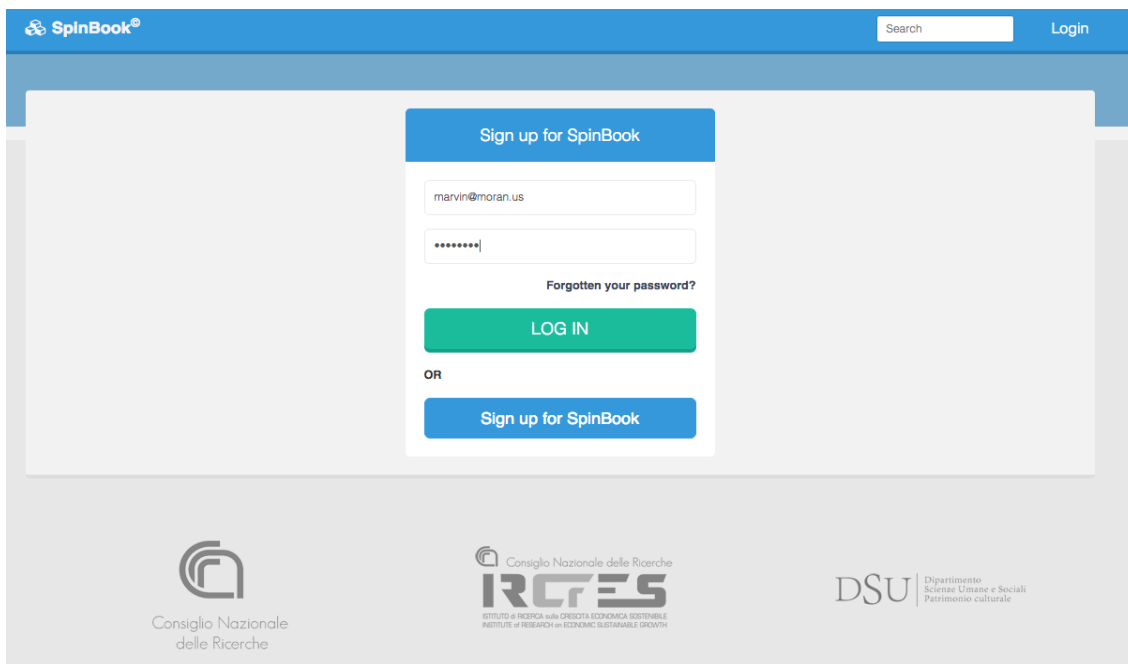 SpinBook©
Search
Login
Sign up for SpinBook
marvin@moran.us
••••••••
Forgotten your password?
LOG IN
OR
Sign up for SpinBook
Consiglio Nazionale
delle Ricerche
Consiglio Nazionale delle Ricerche
IRCrES
ISTITUTO di RICERCA sulla CRESCITA ECONOMICA SOSTENIBILE
INSTITUTE of RESEARCH on ECONOMIC SUSTAINABLE GROWTH
DSU
Dipartimento
Scienze Umane e Sociali
Patrimonio culturale